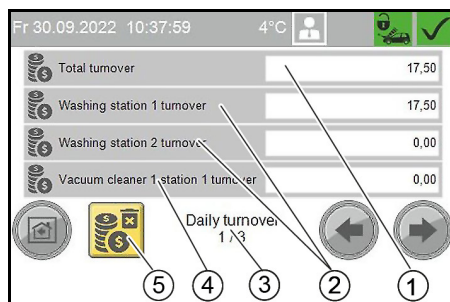 Fr 30.09.2022 10:37:59 4°C
Total turnover 17,50
Washing station 1 turnover 17,50
Washing station 2 turnover 0,00
Vacuum cleaner 1 station 1 turnover 0,00
Daily turnover
1 / 3
5 4 3 2 1